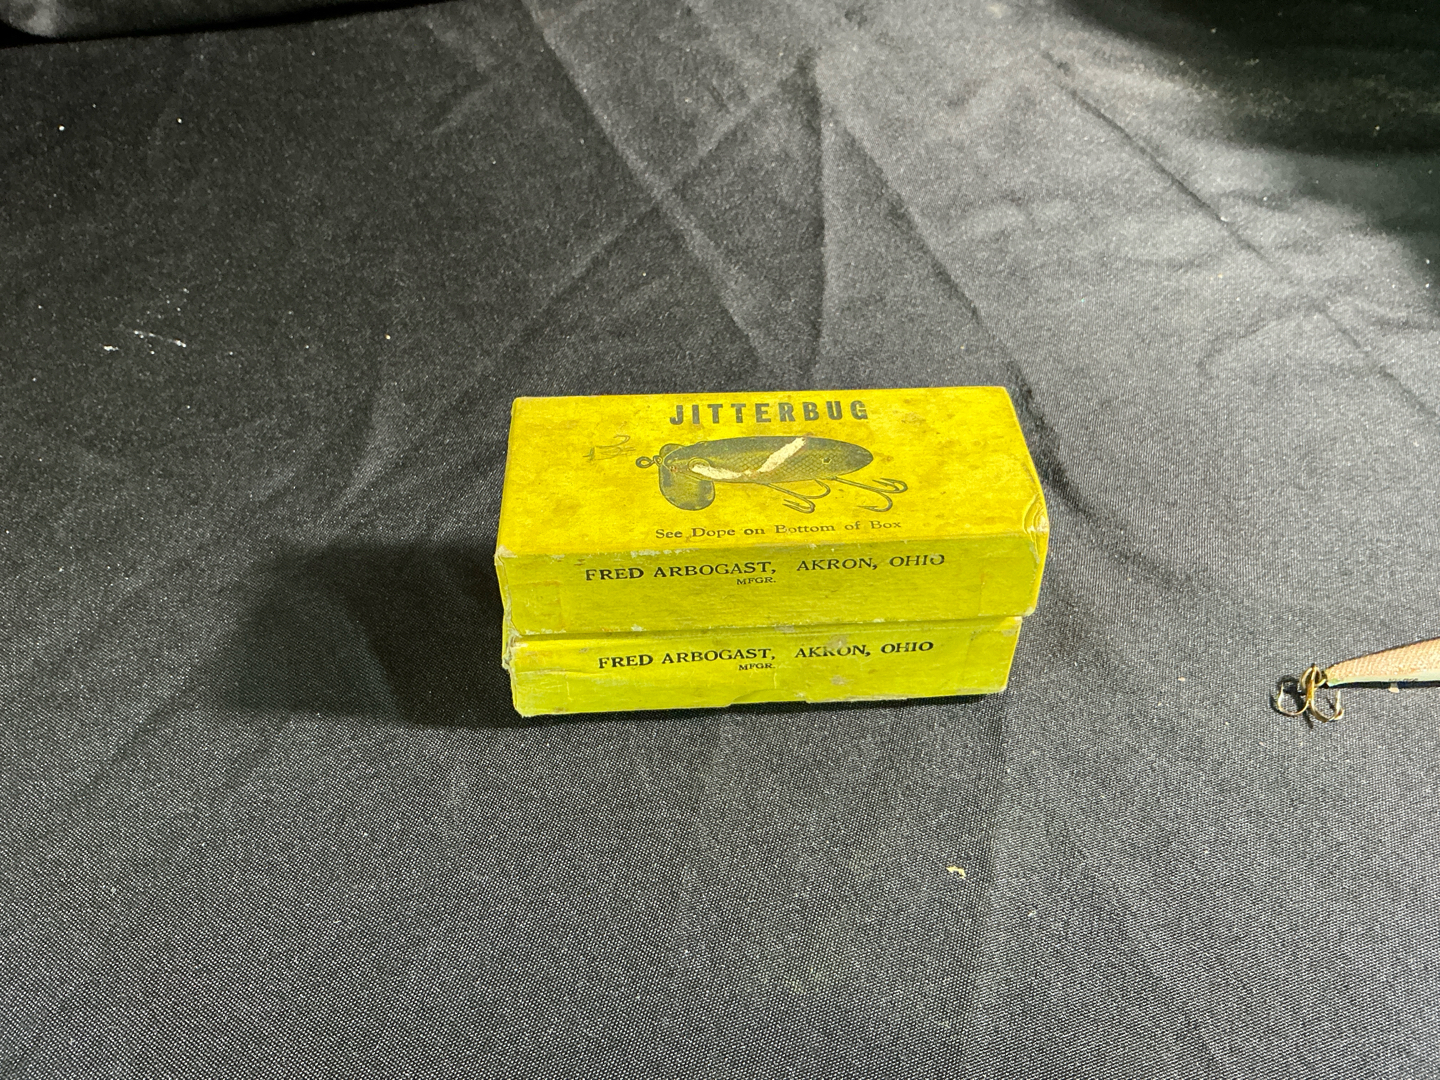 JITTERBUG
See Dope on Bottom of Box
FRED ARBOGAST, AKRON, OHIO
MFGR.
FRED ARBOGAST, AKRON, OHIO
MFGR.